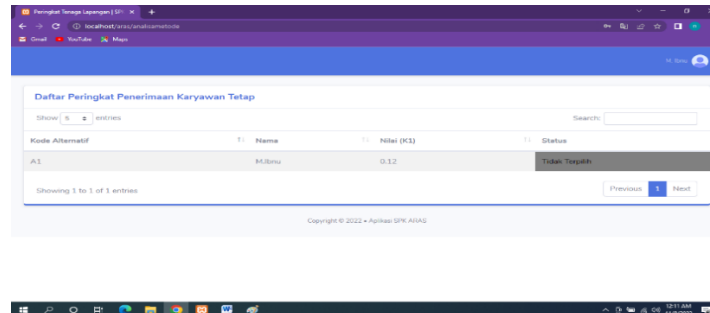 Peringkat Tenaga Lapangan | SPK
localhost/aras/analisametode
Gmail YouTube Maps
M. Ibnu
Daftar Peringkat Penerimaan Karyawan Tetap
Show 5 entries Search:
Kode Alternatif Nama Nilai (K1) Status
A1 M.Ibnu 0.12 Tidak Terpilih
Showing 1 to 1 of 1 entries Previous 1 Next
Copyright © 2022 • Aplikasi SPK ARAS
12:11 AM